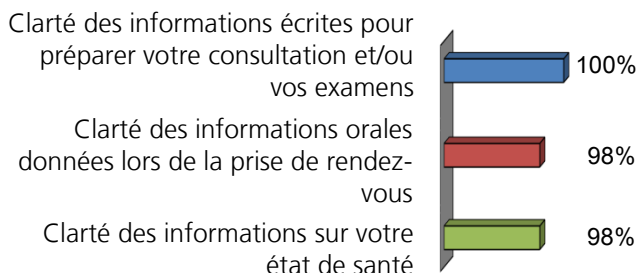 Clarté des informations écrites pour
préparer votre consultation et/ou
vos examens
100%
Clarté des informations orales
données lors de la prise de rendez-
vous
98%
Clarté des informations sur votre
état de santé
98%